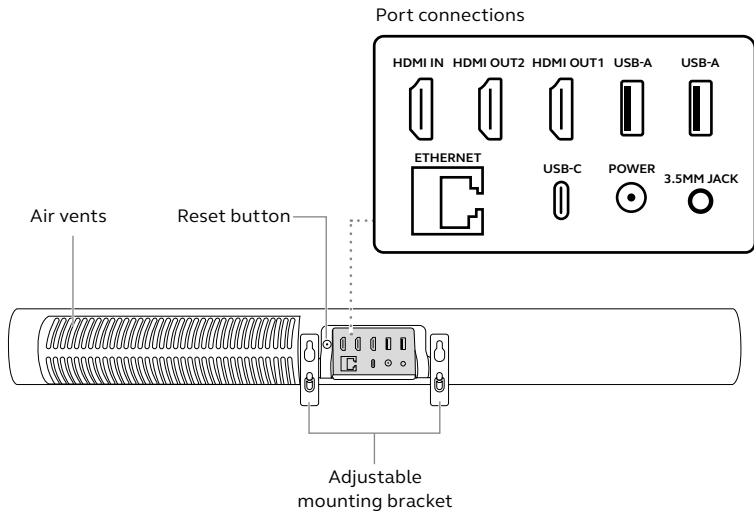 Port connections
HDMI IN HDMI OUT2 HDMI OUT1 USB-A USB-A
ETHERNET
USB-C
POWER
3.5MM JACK
Air vents
Reset button
Adjustable
mounting bracket